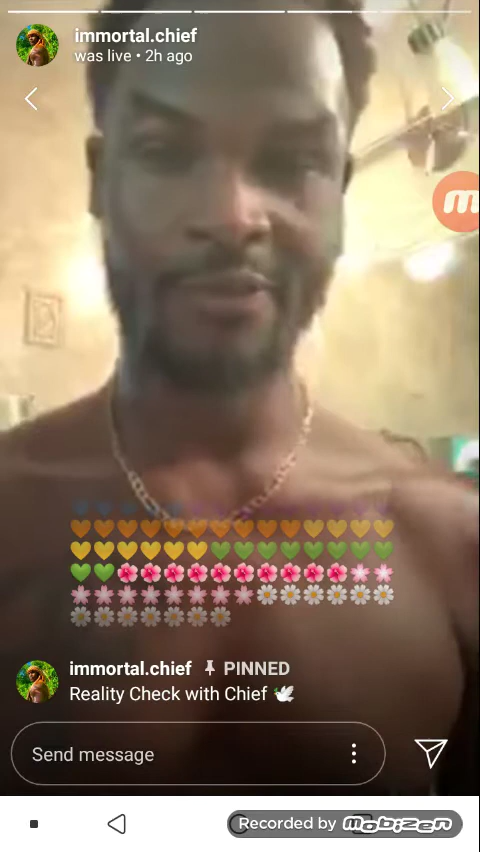 immortal.chief
was live • 2h ago
m
immortal.chief PINNED
Reality Check with Chief 🕊️
Send message
Recorded by mobizen